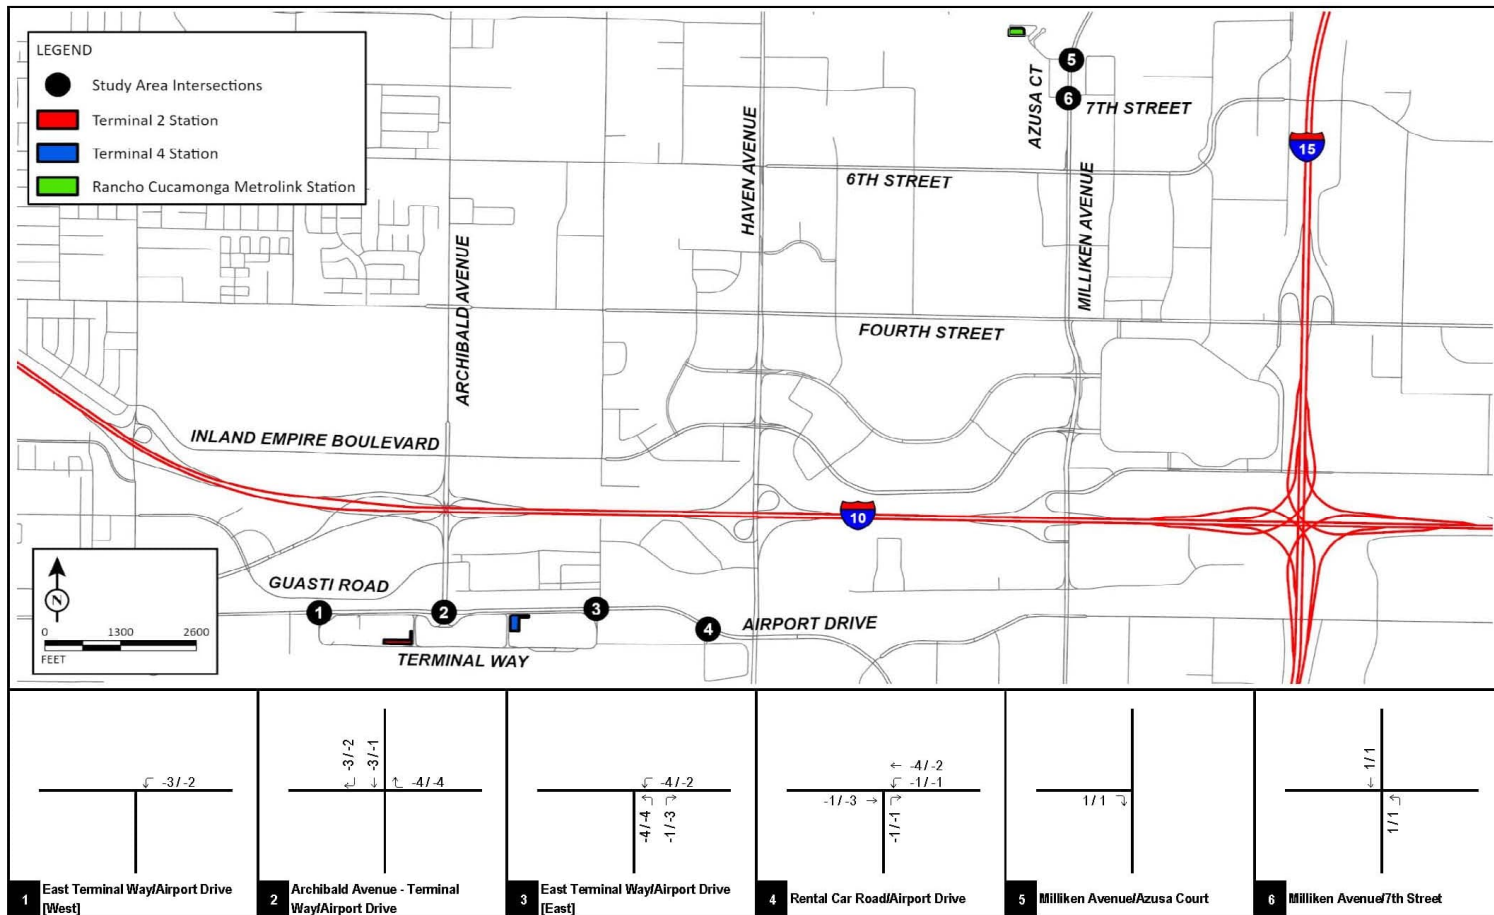 LEGEND
Study Area Intersections
Terminal 2 Station
Terminal 4 Station
Rancho Cucamonga Metrolink Station
5
6
AZUSA CT
7TH STREET
HAVEN AVENUE
15
6TH STREET
MILLIKEN AVENUE
ARCHIBALD AVENUE
FOURTH STREET
INLAND EMPIRE BOULEVARD
10
GUASTI ROAD
N
0 1300 2600
FEET
1
2
3
4
AIRPORT DRIVE
TERMINAL WAY
-3/-2
1
East Terminal Way/Airport Drive
[West]
-3/-2
-3/-1
-4/-4
2
Archibald Avenue - Terminal
Way/Airport Drive
-4/-2
-4/-4
-1/-3
3
East Terminal Way/Airport Drive
[East]
-4/-2
-1/-1
-1/-3
-1/-1
4
Rental Car Road/Airport Drive
1/1
5
Milliken Avenue/Azusa Court
1/1
1/1
6
Milliken Avenue/7th Street